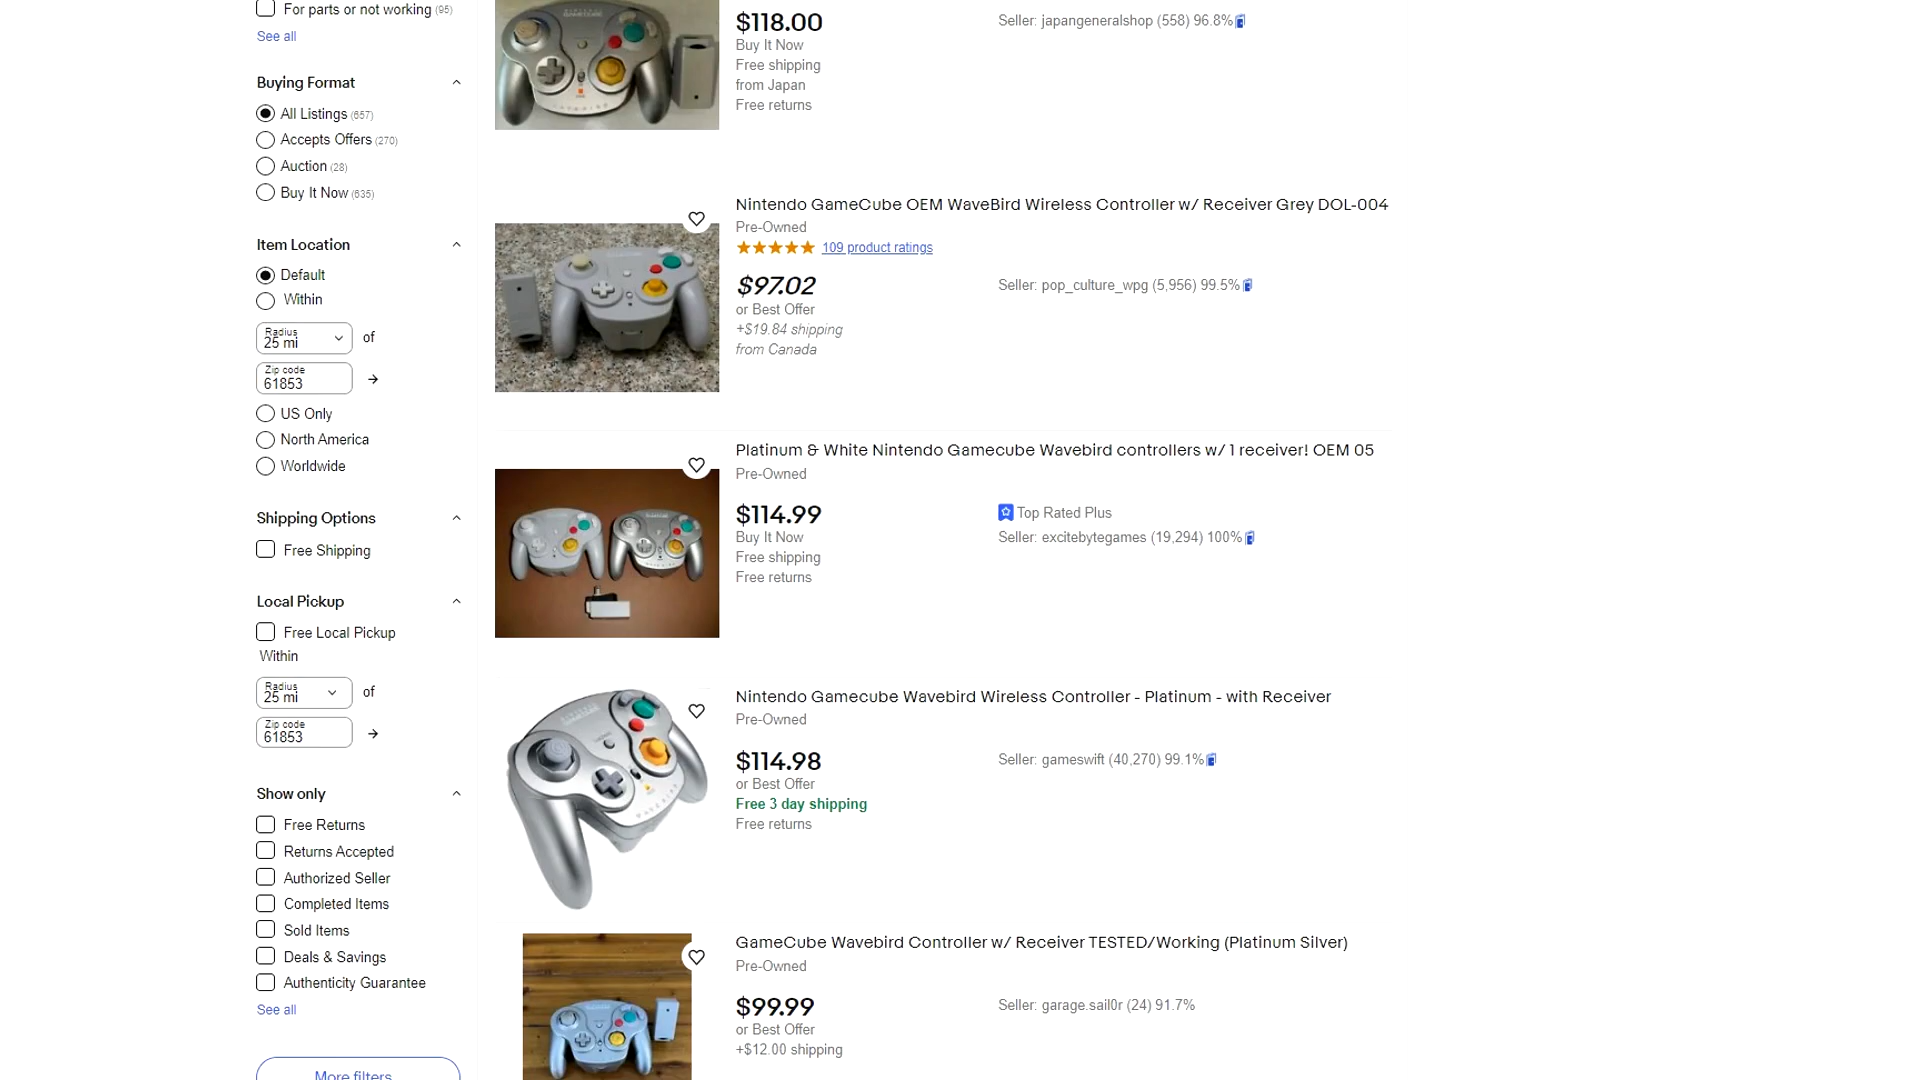 For parts or not working (95)
See all
Buying Format
All Listings (657)
Accepts Offers (270)
Auction (28)
Buy It Now (635)
Item Location
Default
Within
Radius
25 mi
of
Zip code
61853
US Only
North America
Worldwide
Shipping Options
Free Shipping
Local Pickup
Free Local Pickup
Within
Radius
25 mi
of
Zip code
61853
Show only
Free Returns
Returns Accepted
Authorized Seller
Completed Items
Sold Items
Deals & Savings
Authenticity Guarantee
See all
More filters
$118.00
Buy It Now
Free shipping
from Japan
Free returns
Seller: japangeneralshop (558) 96.8%
Nintendo GameCube OEM WaveBird Wireless Controller w/ Receiver Grey DOL-004
Pre-Owned
109 product ratings
$97.02
or Best Offer
+$19.84 shipping
from Canada
Seller: pop_culture_wpg (5,956) 99.5%
Platinum & White Nintendo Gamecube Wavebird controllers w/ 1 receiver! OEM 05
Pre-Owned
$114.99
Buy It Now
Free shipping
Free returns
Top Rated Plus
Seller: excitebytegames (19,294) 100%
Nintendo Gamecube Wavebird Wireless Controller - Platinum - with Receiver
Pre-Owned
$114.98
or Best Offer
Free 3 day shipping
Free returns
Seller: gameswift (40,270) 99.1%
GameCube Wavebird Controller w/ Receiver TESTED/Working (Platinum Silver)
Pre-Owned
$99.99
or Best Offer
+$12.00 shipping
Seller: garage.sail0r (24) 91.7%